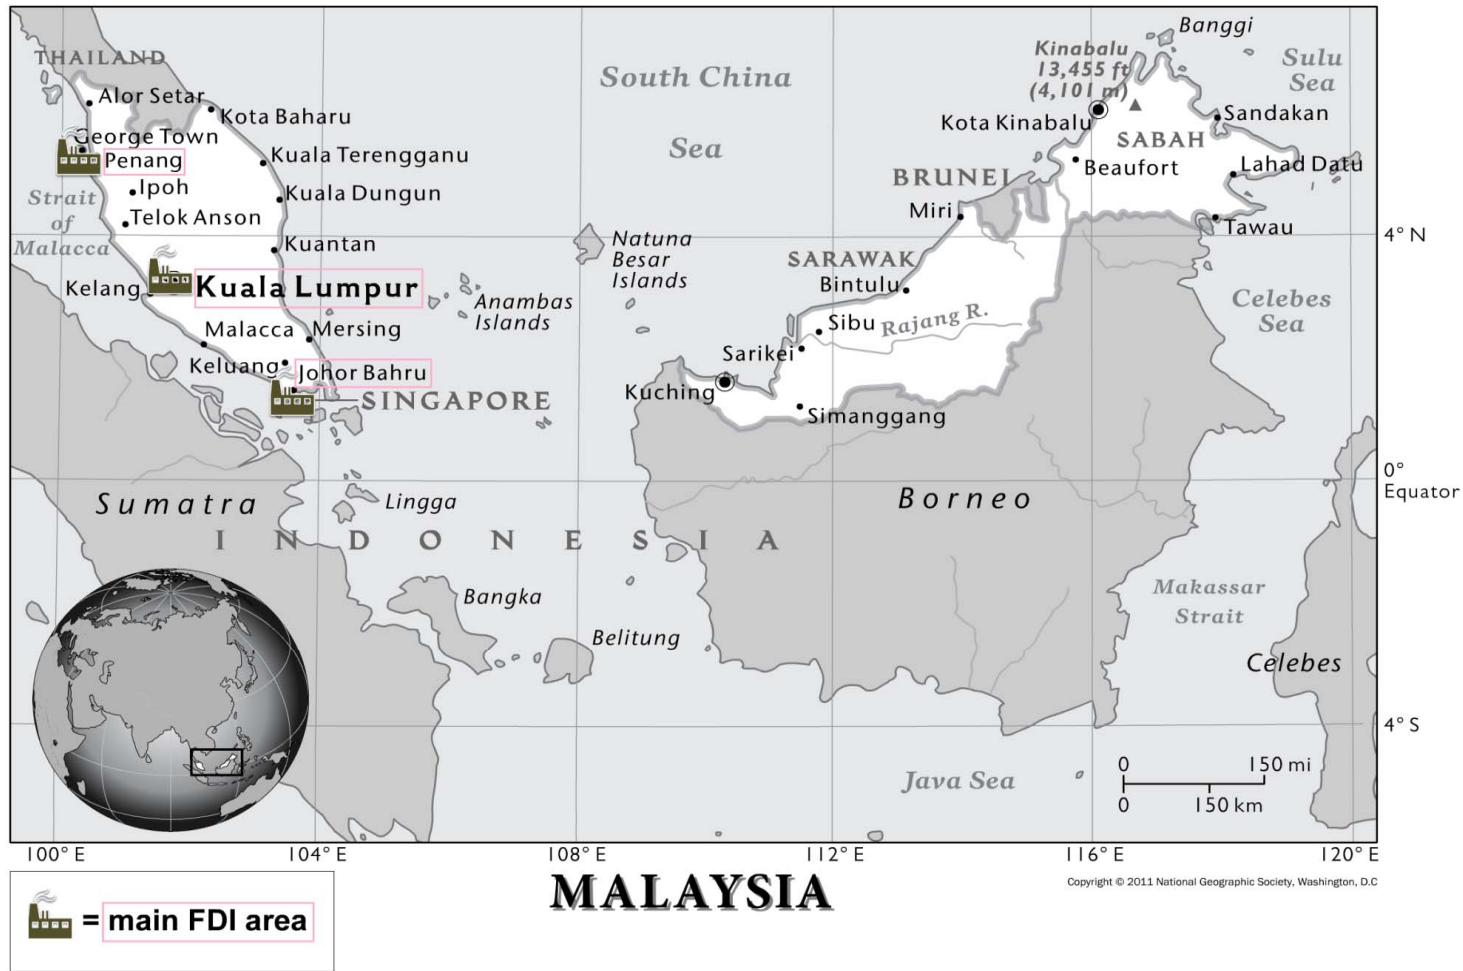 Banggi
Kinabalu
13,455 ft
(4,101 m)
Sulu
Sea
THAILAND
South China
Sea
Alor Setar
Kota Baharu
Kota Kinabalu
Sandakan
SABAH
George Town
Penang
Kuala Terengganu
Beaufort
Lahad Datu
BRUNEI
Ipoh
Kuala Dungun
Strait
of
Malacca
Telok Anson
Miri
Tawau
4° N
Kuantan
Natuna
Besar
Islands
SARAWAK
Bintulu
Kelang
Kuala Lumpur
Anambas
Islands
Celebes
Sea
Malacca
Mersing
Sibu
Rajang R.
Sarikei
Keluang
Johor Bahru
Kuching
SINGAPORE
Simanggang
0°
Equator
Sumatra
Lingga
Borneo
INDONESIA
Makassar
Strait
Bangka
Belitung
Celebes
4° S
0 150 mi
0 150 km
Java Sea
100° E 104° E 108° E 112° E 116° E 120° E
MALAYSIA
Copyright © 2011 National Geographic Society, Washington, D.C
= main FDI area